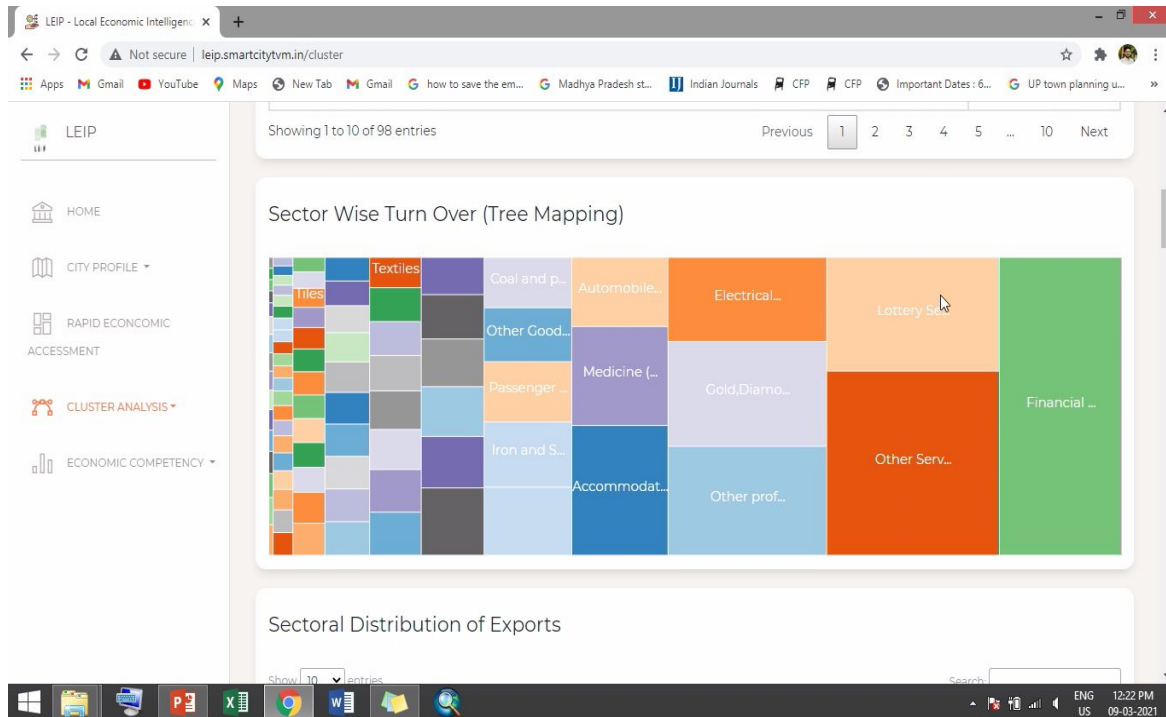 LEIP - Local Economic Intelligenc
Not secure | leip.smartcitytvm.in/cluster
Apps Gmail YouTube Maps New Tab Gmail how to save the em... Madhya Pradesh st... Indian Journals CFP CFP Important Dates : 6... UP town planning u... »
LEIP
Showing 1 to 10 of 98 entries
Previous 1 2 3 4 5 ... 10 Next
HOME
CITY PROFILE
RAPID ECONCOMIC
ACCESSMENT
CLUSTER ANALYSIS
ECONOMIC COMPETENCY
Sector Wise Turn Over (Tree Mapping)
Tiles
Textiles
Coal and p...
Other Good...
Passenger ...
Iron and S...
Automobile...
Medicine (...
Accommodat...
Electrical...
Gold,Diamo...
Other prof...
Lottery Se
Other Serv...
Financial ...
Sectoral Distribution of Exports
Show 10 entries
Search:
ENG 12:22 PM
US 09-03-2021